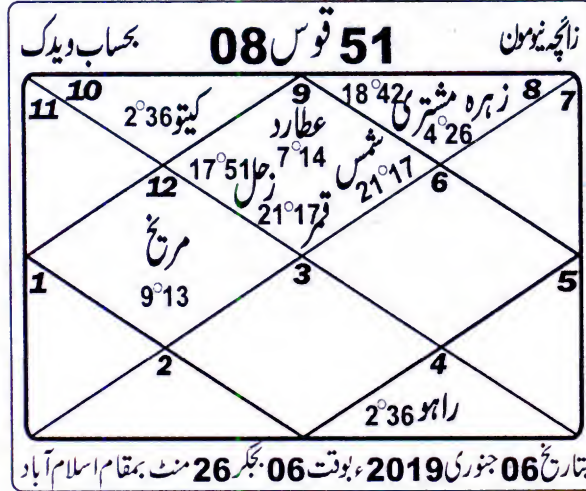 زائچہ نیومون
51 قوس 08
بحساب ویدک
7
8
زہرہ مشتری 18°42
4°26
9
10
11
کیتو 2°36
عطارد
7°14
شمس
21°17
زحل 17°51
قمر 21°17
12
6
مریخ
9°13
3
1
5
2
4
راہو 2°36
بتاریخ 06 جنوری 2019ء بوقت 06 بجکر 26 منٹ بمقام اسلام آباد